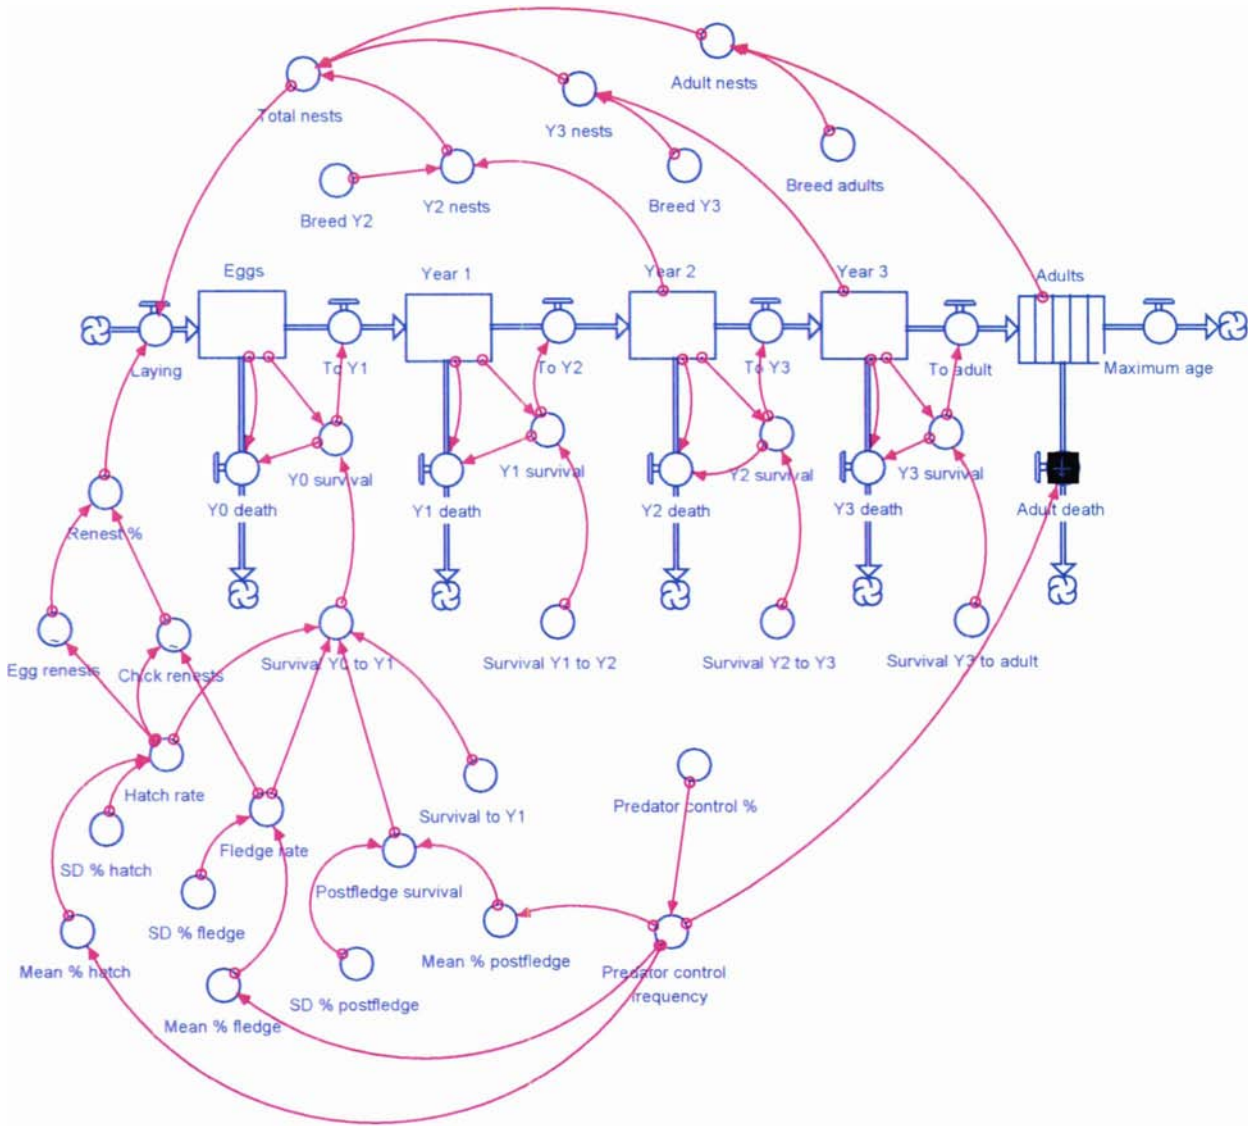 Adult nests
Total nests
Y3 nests
Breed adults
Breed Y2
Y2 nests
Breed Y3
Eggs
Year 1
Year 2
Year 3
Adults
Laying
To Y1
To Y2
To Y3
To adult
Maximum age
Y0 survival
Y1 survival
Y2 survival
Y3 survival
Y0 death
Y1 death
Y2 death
Y3 death
Adult death
Renest %
Egg renests
Chick renests
Survival Y0 to Y1
Survival Y1 to Y2
Survival Y2 to Y3
Survival Y3 to adult
Hatch rate
Survival to Y1
Predator control %
SD % hatch
Fledge rate
Postfledge survival
SD % fledge
Mean % hatch
Mean % postfledge
Predator control
frequency
SD % postfledge
Mean % fledge